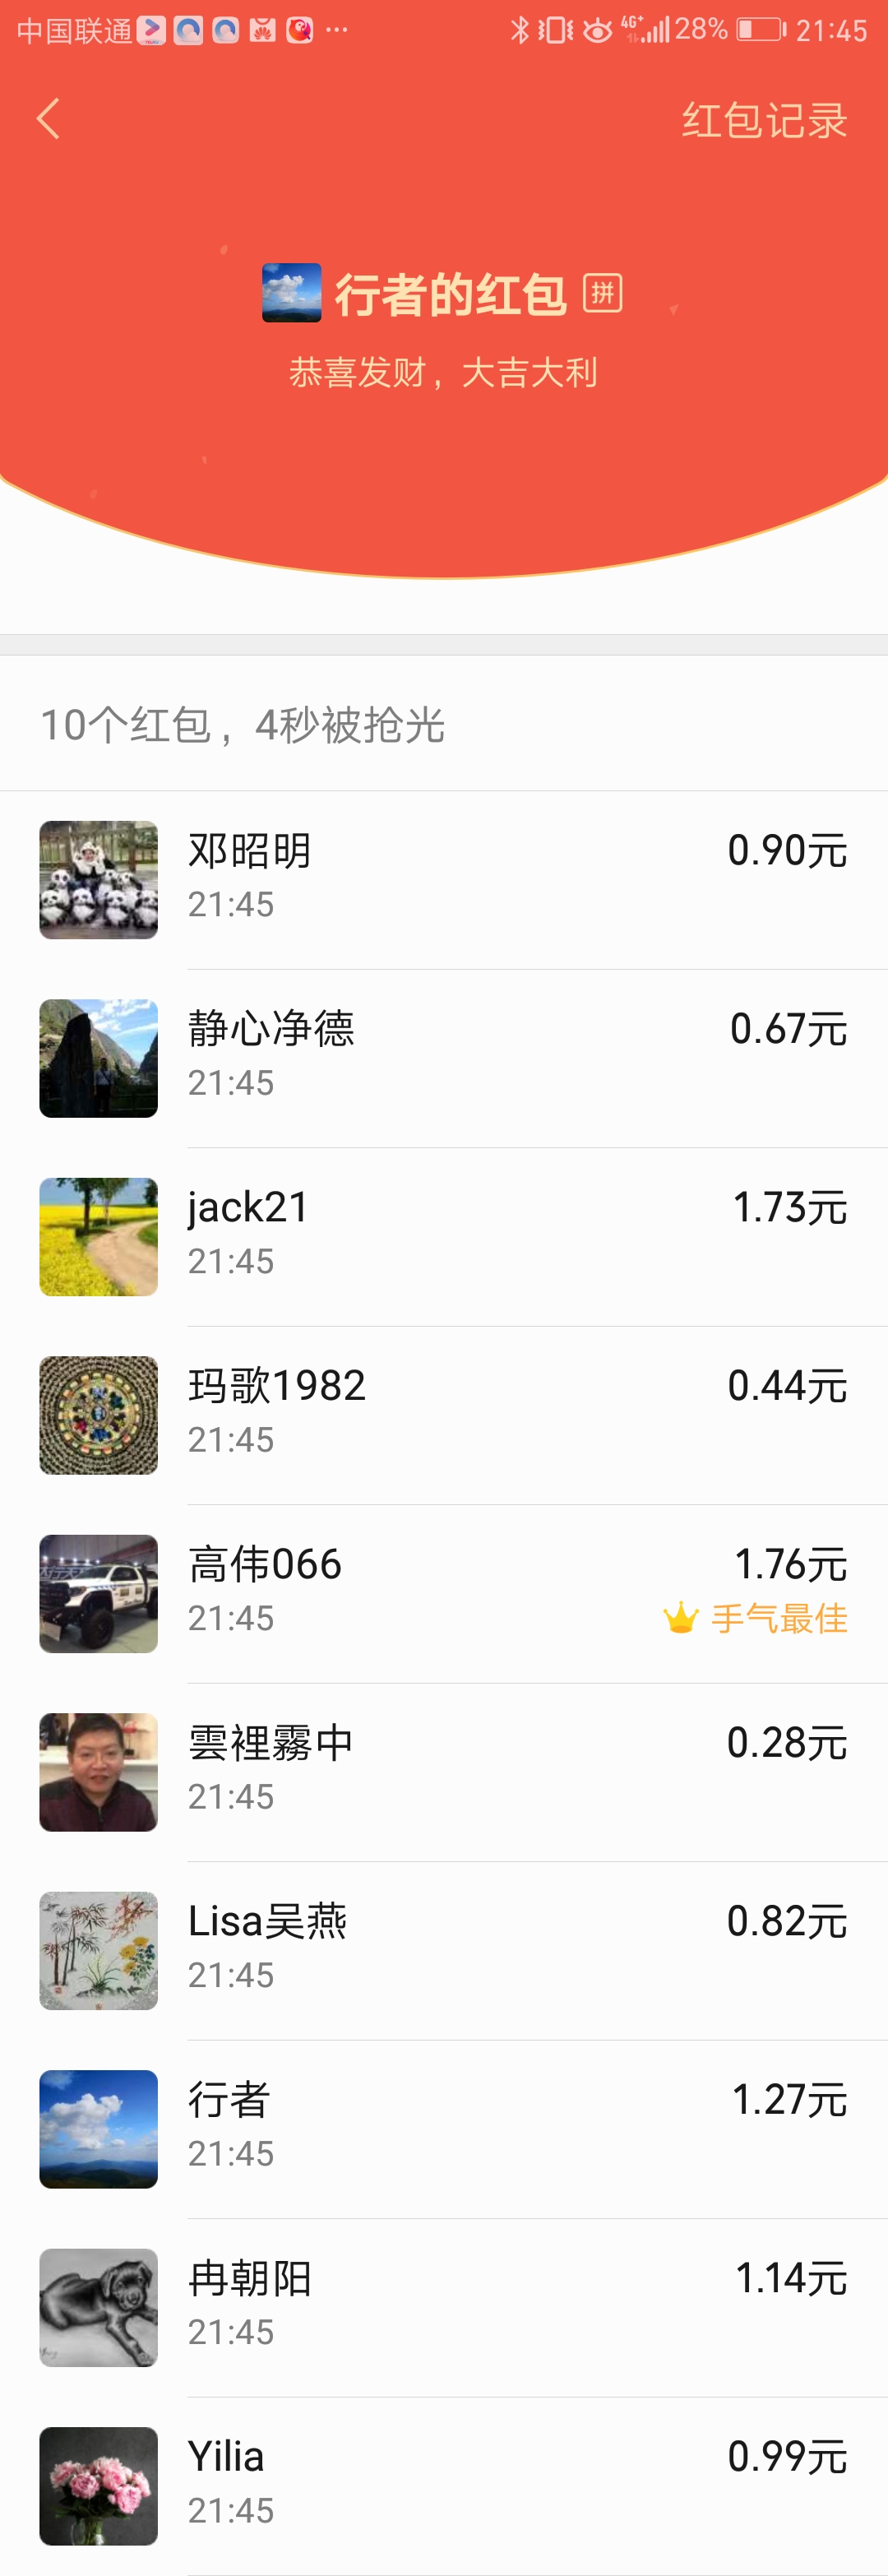 中国联通 ··· 4G+ 28% 21:45
红包记录
行者的红包 拼
恭喜发财，大吉大利
10个红包，4秒被抢光
邓昭明 0.90元
21:45
静心净德 0.67元
21:45
jack21 1.73元
21:45
玛歌1982 0.44元
21:45
高伟066 1.76元
21:45 手气最佳
雲裡霧中 0.28元
21:45
Lisa吴燕 0.82元
21:45
行者 1.27元
21:45
冉朝阳 1.14元
21:45
Yilia 0.99元
21:45